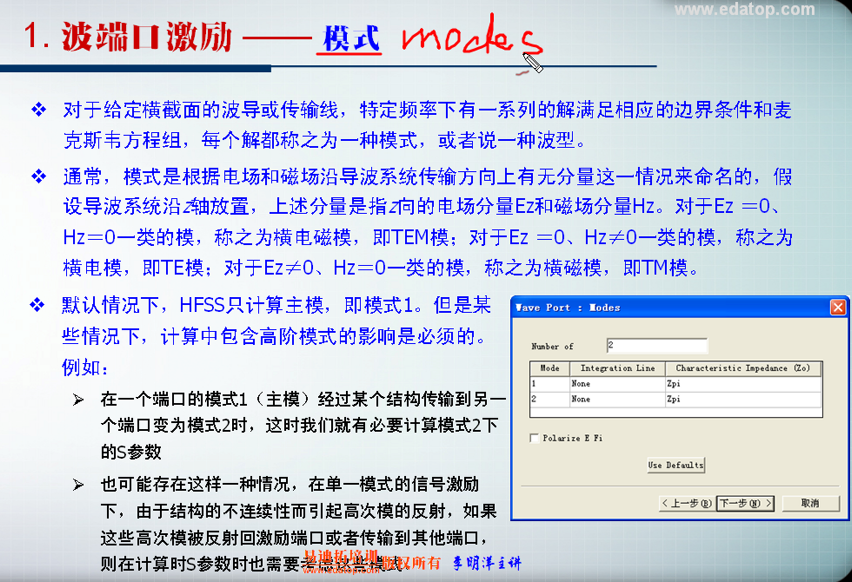 www.edatop.com
1. 波端口激励 —— 模式 modes
❖ 对于给定横截面的波导或传输线，特定频率下有一系列的解满足相应的边界条件和麦
克斯韦方程组，每个解都称之为一种模式，或者说一种波型。
❖ 通常，模式是根据电场和磁场沿导波系统传输方向上有无分量这一情况来命名的，假
设导波系统沿z轴放置，上述分量是指z向的电场分量Ez和磁场分量Hz。对于Ez ＝0、
Hz＝0一类的模，称之为横电磁模，即TEM模；对于Ez ＝0、Hz≠0一类的模，称之为
横电模，即TE模；对于Ez≠0、Hz＝0一类的模，称之为横磁模，即TM模。
❖ 默认情况下，HFSS只计算主模，即模式1。但是某
些情况下，计算中包含高阶模式的影响是必须的。
例如：
➢ 在一个端口的模式1（主模）经过某个结构传输到另一
个端口变为模式2时，这时我们就有必要计算模式2下
的S参数
➢ 也可能存在这样一种情况，在单一模式的信号激励
下，由于结构的不连续性而引起高次模的反射，如果
这些高次模被反射回激励端口或者传输到其他端口，
则在计算时S参数时也需要考虑这些模式
易迪拓培训 版权所有 李明洋主讲
www.edatop.com
Wave Port : Modes
Number of 2
Mode Integration Line Characteristic Impedance (Zo)
1 None Zpi
2 None Zpi
Polarize E Fi
Use Defaults
< 上一步(B) 下一步(N) > 取消